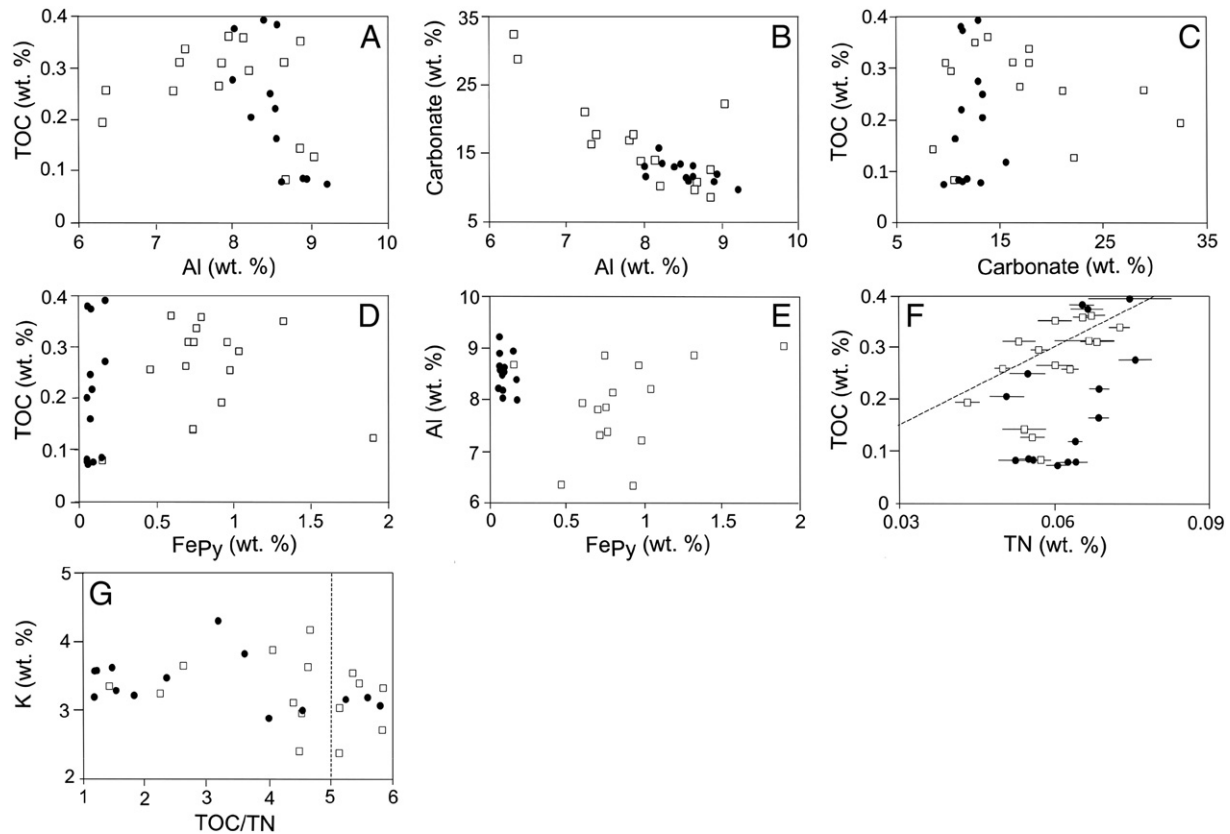 A
TOC (wt. %)
0.4
0.3
0.2
0.1
0
6 7 8 9 10
Al (wt. %)
B
Carbonate (wt. %)
35
25
15
5
6 7 8 9 10
Al (wt. %)
C
TOC (wt. %)
0.4
0.3
0.2
0.1
0
5 15 25 35
Carbonate (wt. %)
D
TOC (wt. %)
0.4
0.3
0.2
0.1
0
0 0.5 1 1.5 2
FePy (wt. %)
E
Al (wt. %)
10
9
8
7
6
0 0.5 1 1.5 2
FePy (wt. %)
F
TOC (wt. %)
0.4
0.3
0.2
0.1
0
0.03 0.06 0.09
TN (wt. %)
G
K (wt. %)
5
4
3
2
1 2 3 4 5 6
TOC/TN